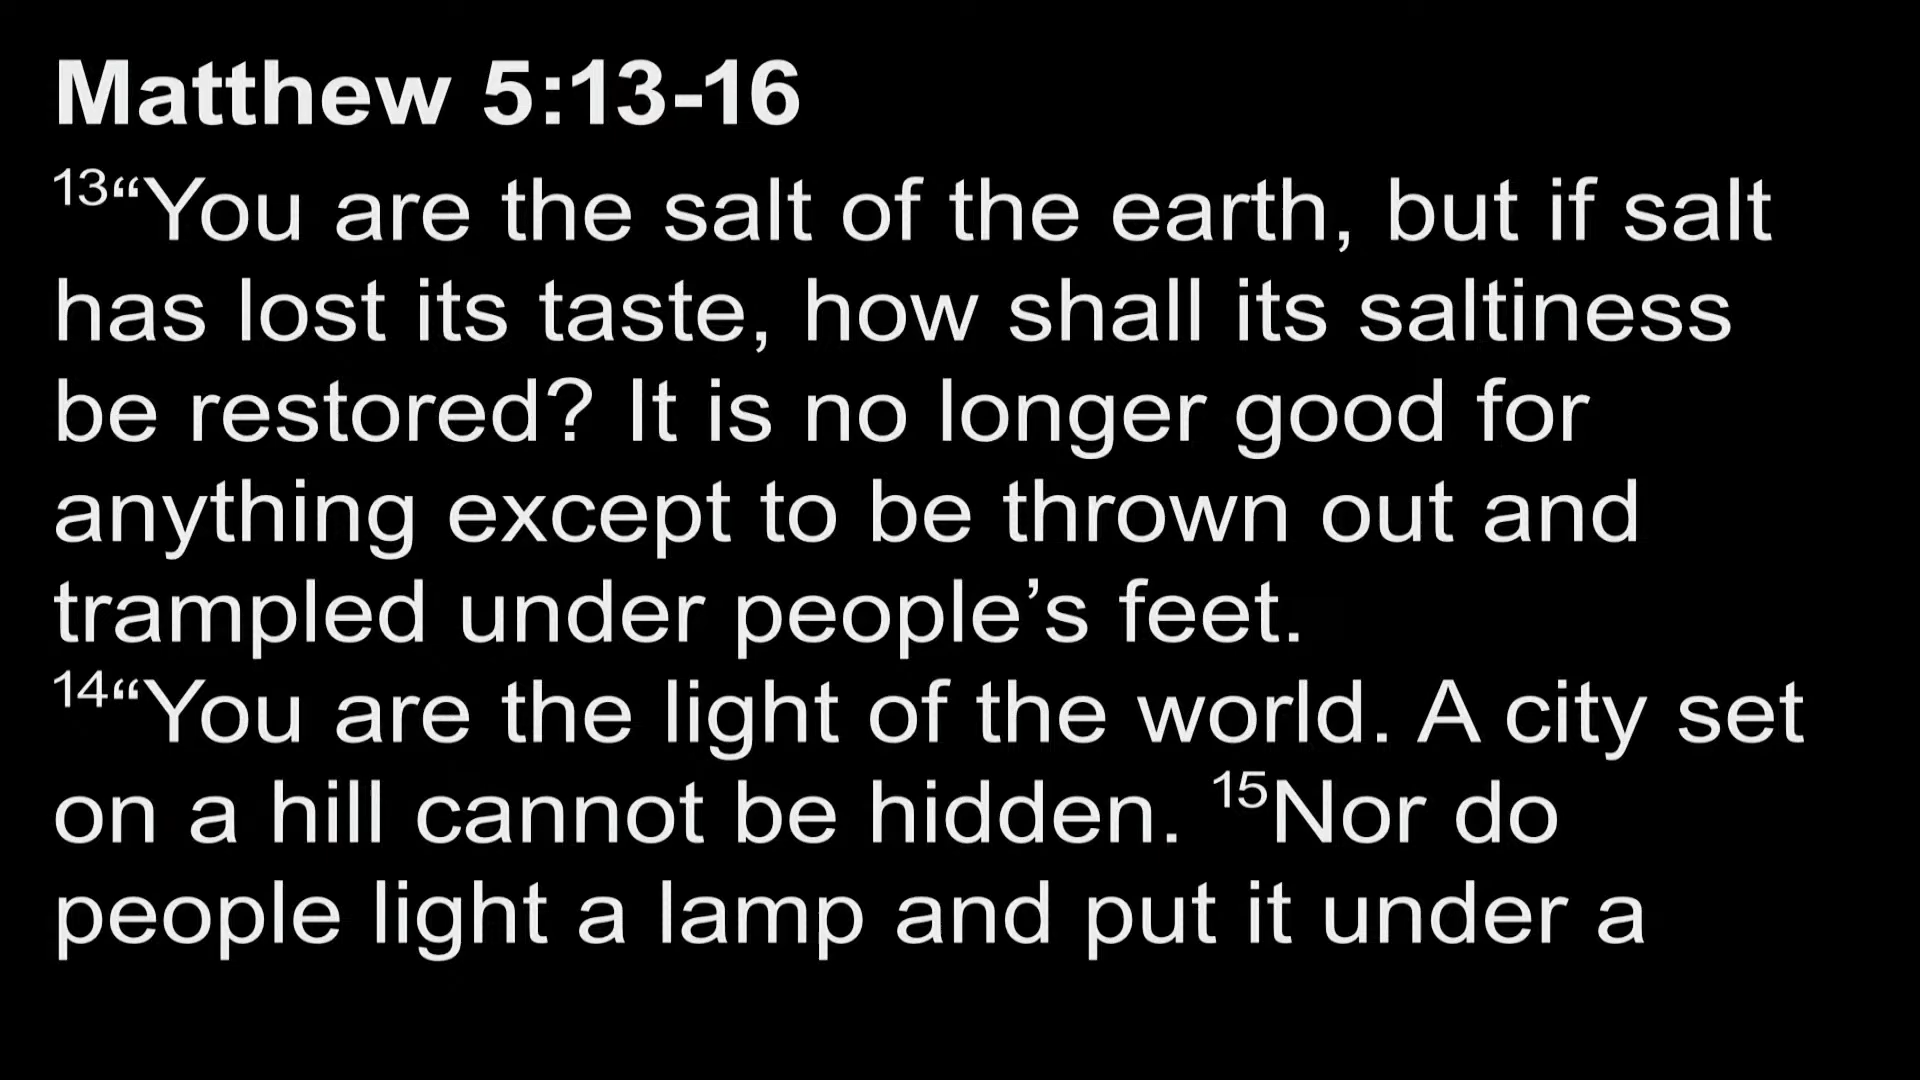 Matthew 5:13-16
13“You are the salt of the earth, but if salt
has lost its taste, how shall its saltiness
be restored? It is no longer good for
anything except to be thrown out and
trampled under people’s feet.
14“You are the light of the world. A city set
on a hill cannot be hidden. 15Nor do
people light a lamp and put it under a